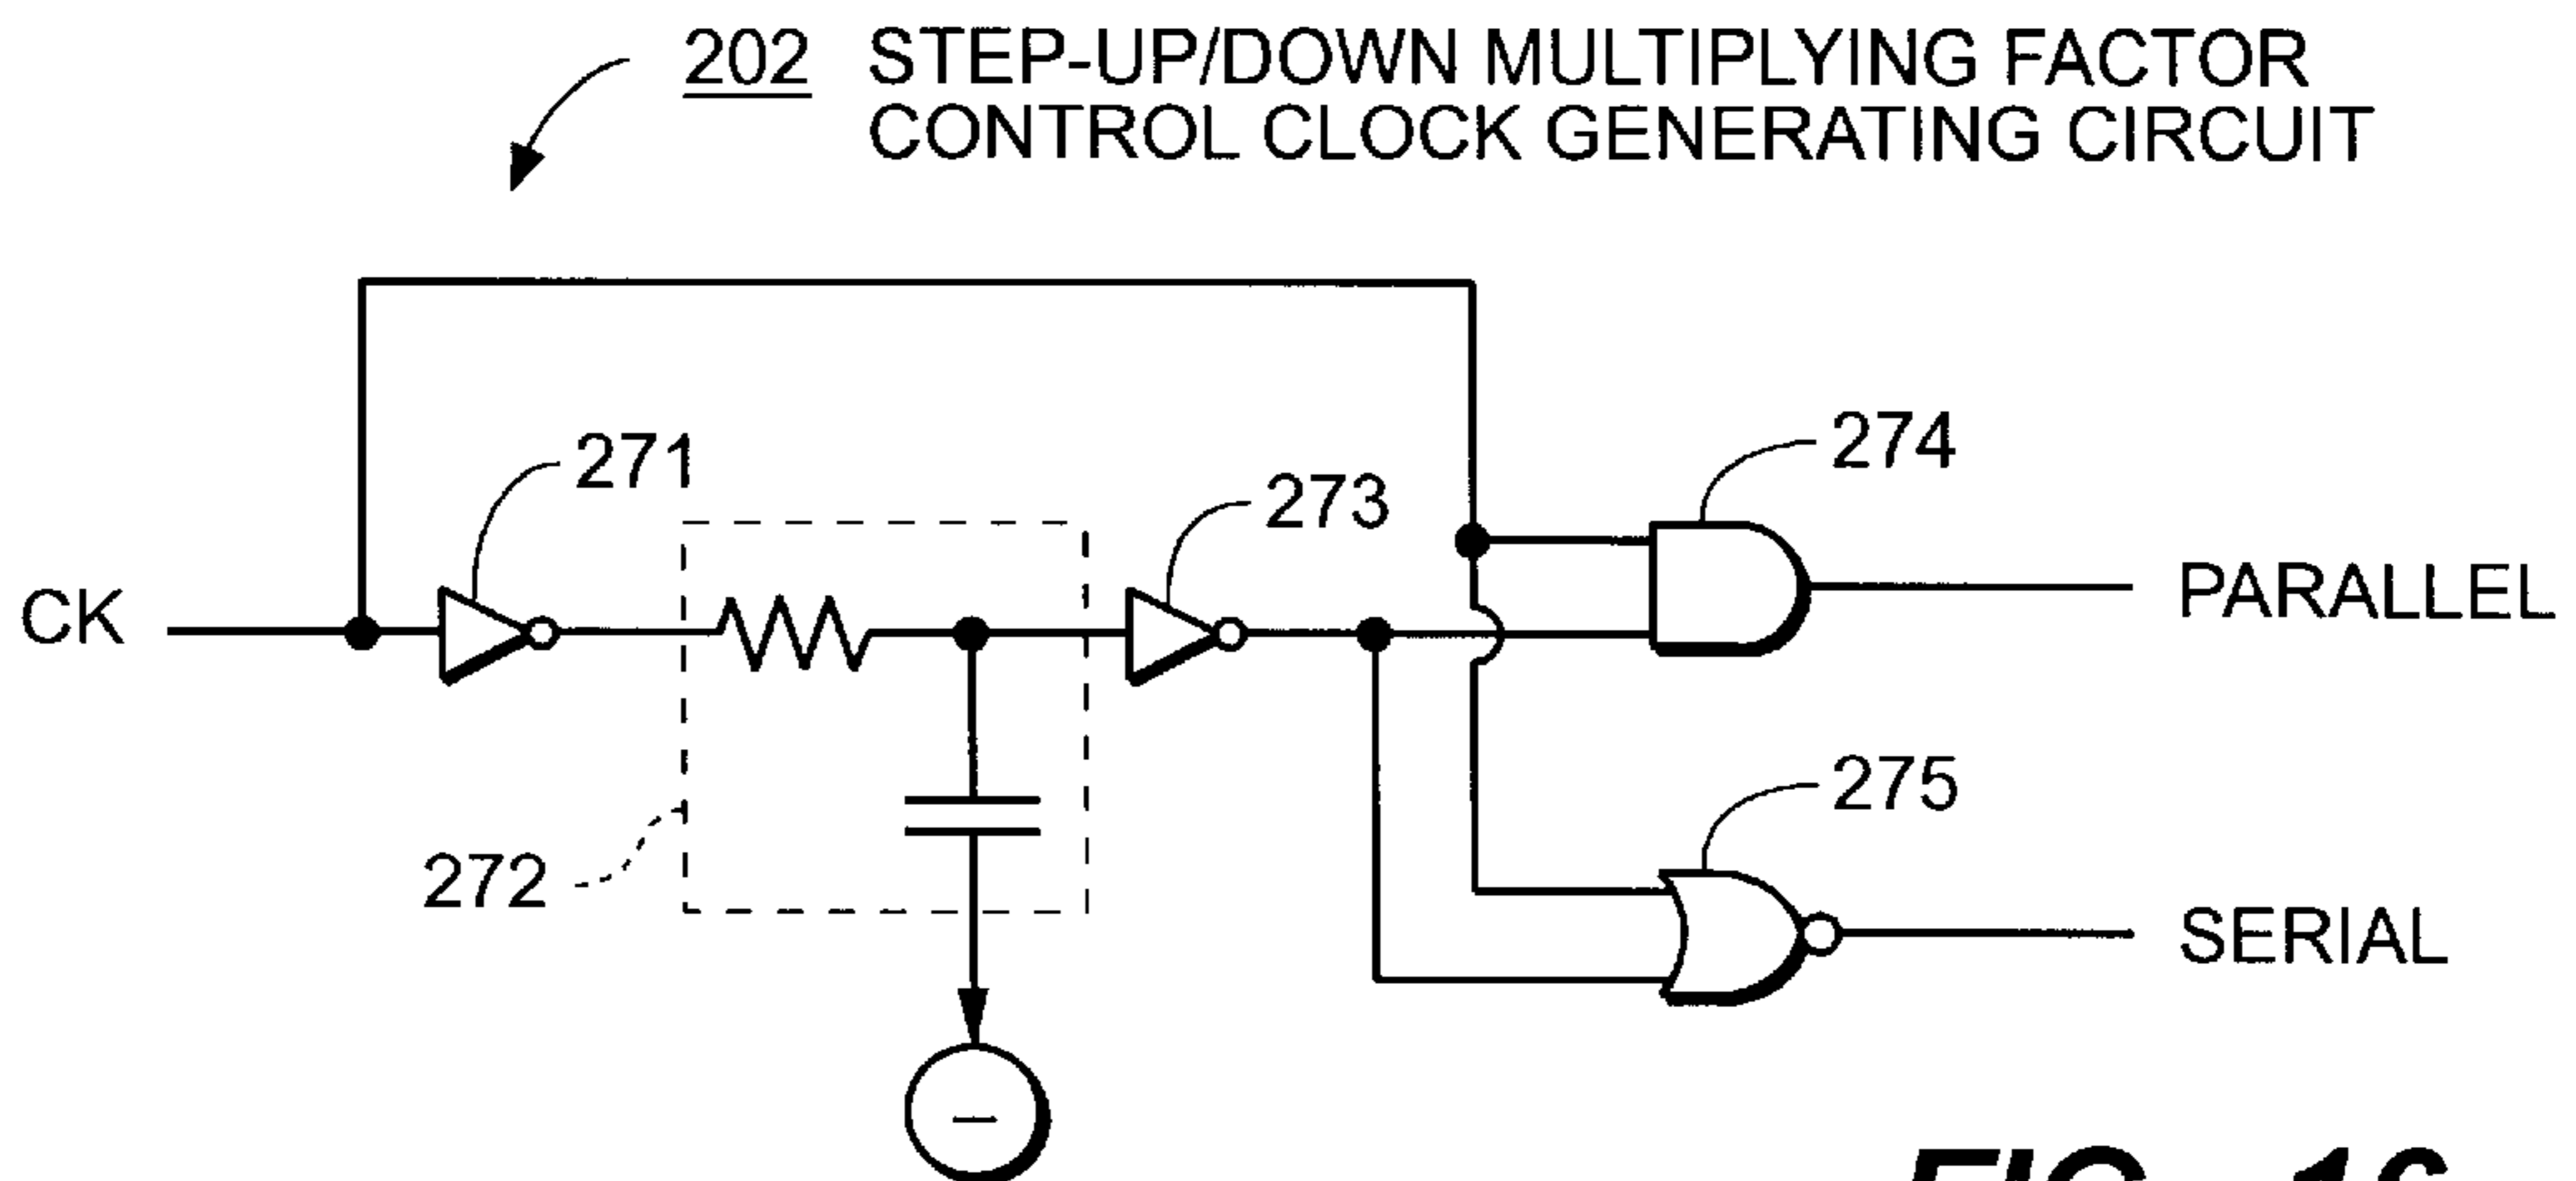 202 STEP-UP/DOWN MULTIPLYING FACTOR
CONTROL CLOCK GENERATING CIRCUIT
271
273
274
CK
PARALLEL
272
275
SERIAL
−